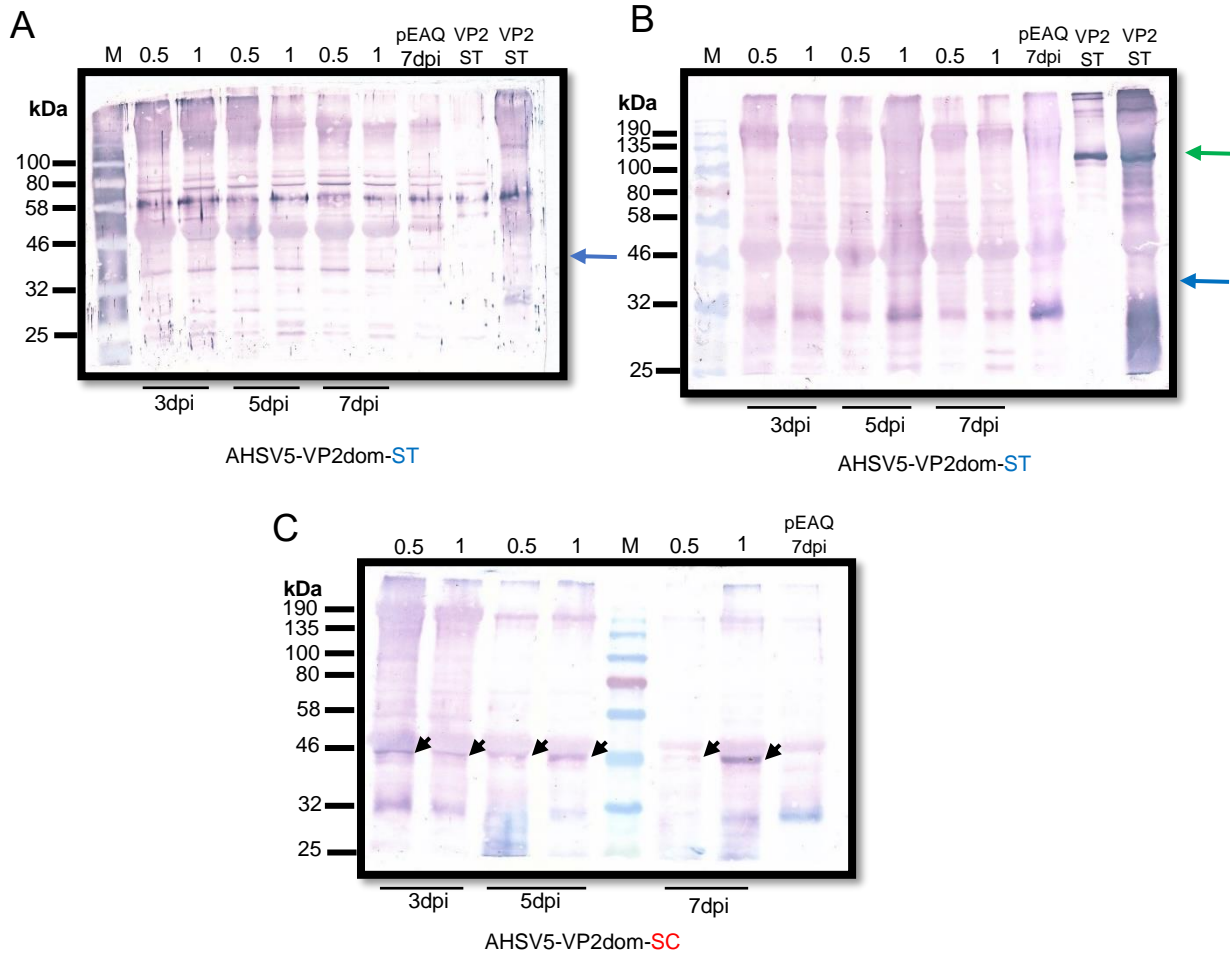 A
M 0.5 1 0.5 1 0.5 1 pEAQ 7dpi VP2 ST VP2 ST
kDa
100
80
58
46
32
25
3dpi 5dpi 7dpi
AHSV5-VP2dom-ST
B
M 0.5 1 0.5 1 0.5 1 pEAQ 7dpi VP2 ST VP2 ST
kDa
190
135
100
80
58
46
32
25
3dpi 5dpi 7dpi
AHSV5-VP2dom-ST
C
0.5 1 0.5 1 M 0.5 1 pEAQ 7dpi
kDa
190
135
100
80
58
46
32
25
3dpi 5dpi 7dpi
AHSV5-VP2dom-SC